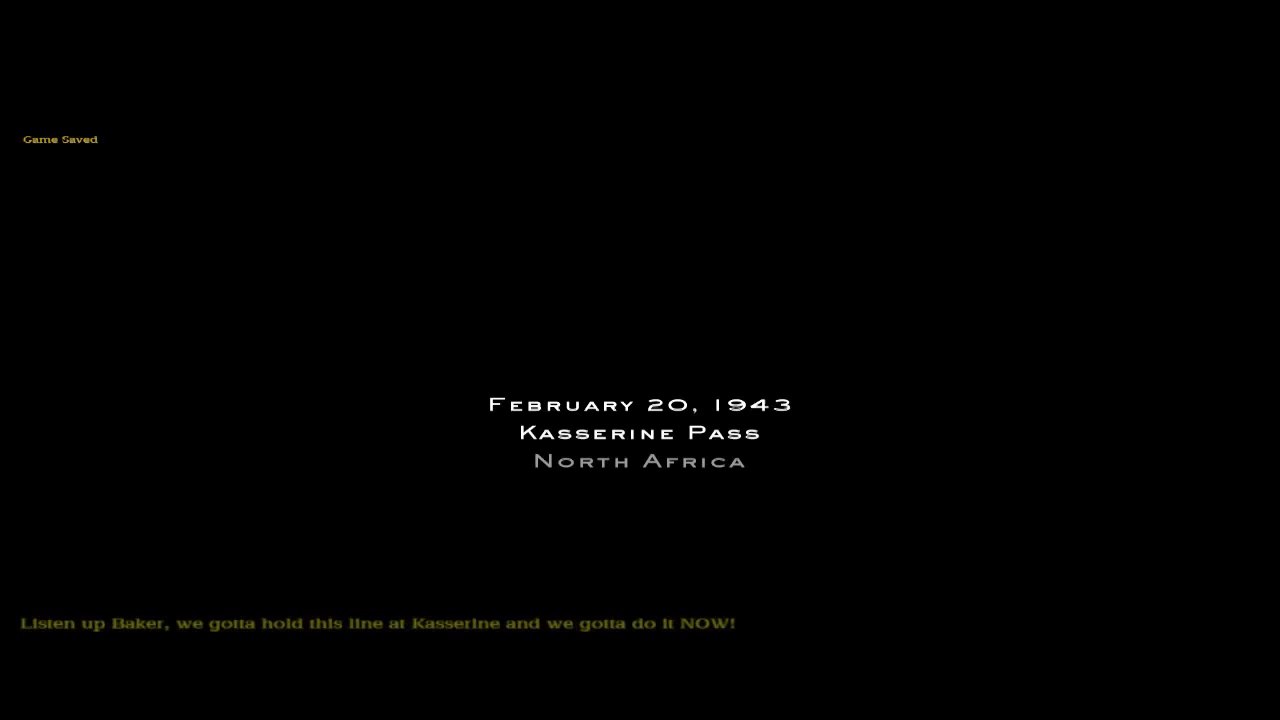 Game Saved
February 20, 1943
Kasserine Pass
North Africa
Listen up Baker, we gotta hold this line at Kasserine and we gotta do it NOW!